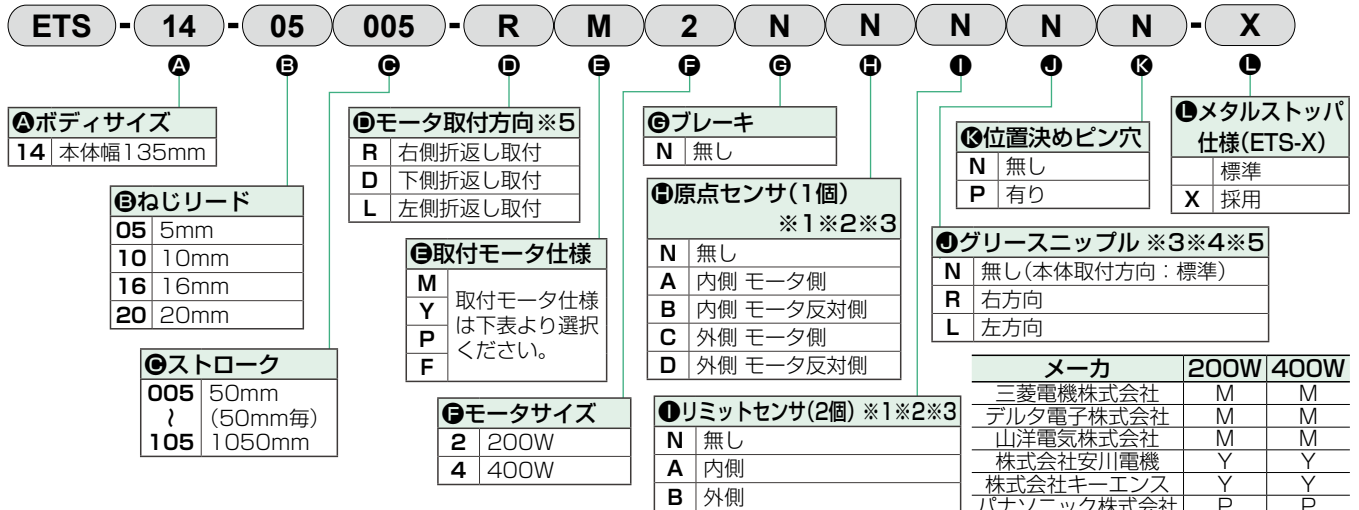 ETS-14-05 005-R M 2 N N N N N-X
A B C D E F G H I J K L
Aボディサイズ
14 本体幅135mm
Bねじリード
05 5mm
10 10mm
16 16mm
20 20mm
Cストローク
005 50mm
〜 (50mm毎)
105 1050mm
Dモータ取付方向※5
R 右側折返し取付
D 下側折返し取付
L 左側折返し取付
E取付モータ仕様
M
Y
P
F
取付モータ仕様
は下表より選択
ください。
Fモータサイズ
2 200W
4 400W
Gブレーキ
N 無し
H原点センサ(1個)
※1※2※3
N 無し
A 内側 モータ側
B 内側 モータ反対側
C 外側 モータ側
D 外側 モータ反対側
Iリミットセンサ(2個) ※1※2※3
N 無し
A 内側
B 外側
Jグリースニップル ※3※4※5
N 無し(本体取付方向:標準)
R 右方向
L 左方向
K位置決めピン穴
N 無し
P 有り
Lメタルストッパ
仕様(ETS-X)
標準
X 採用
メーカ 200W 400W
三菱電機株式会社 M M
デルタ電子株式会社 M M
山洋電気株式会社 M M
株式会社安川電機 Y Y
株式会社キーエンス Y Y
パナソニック株式会社 P P